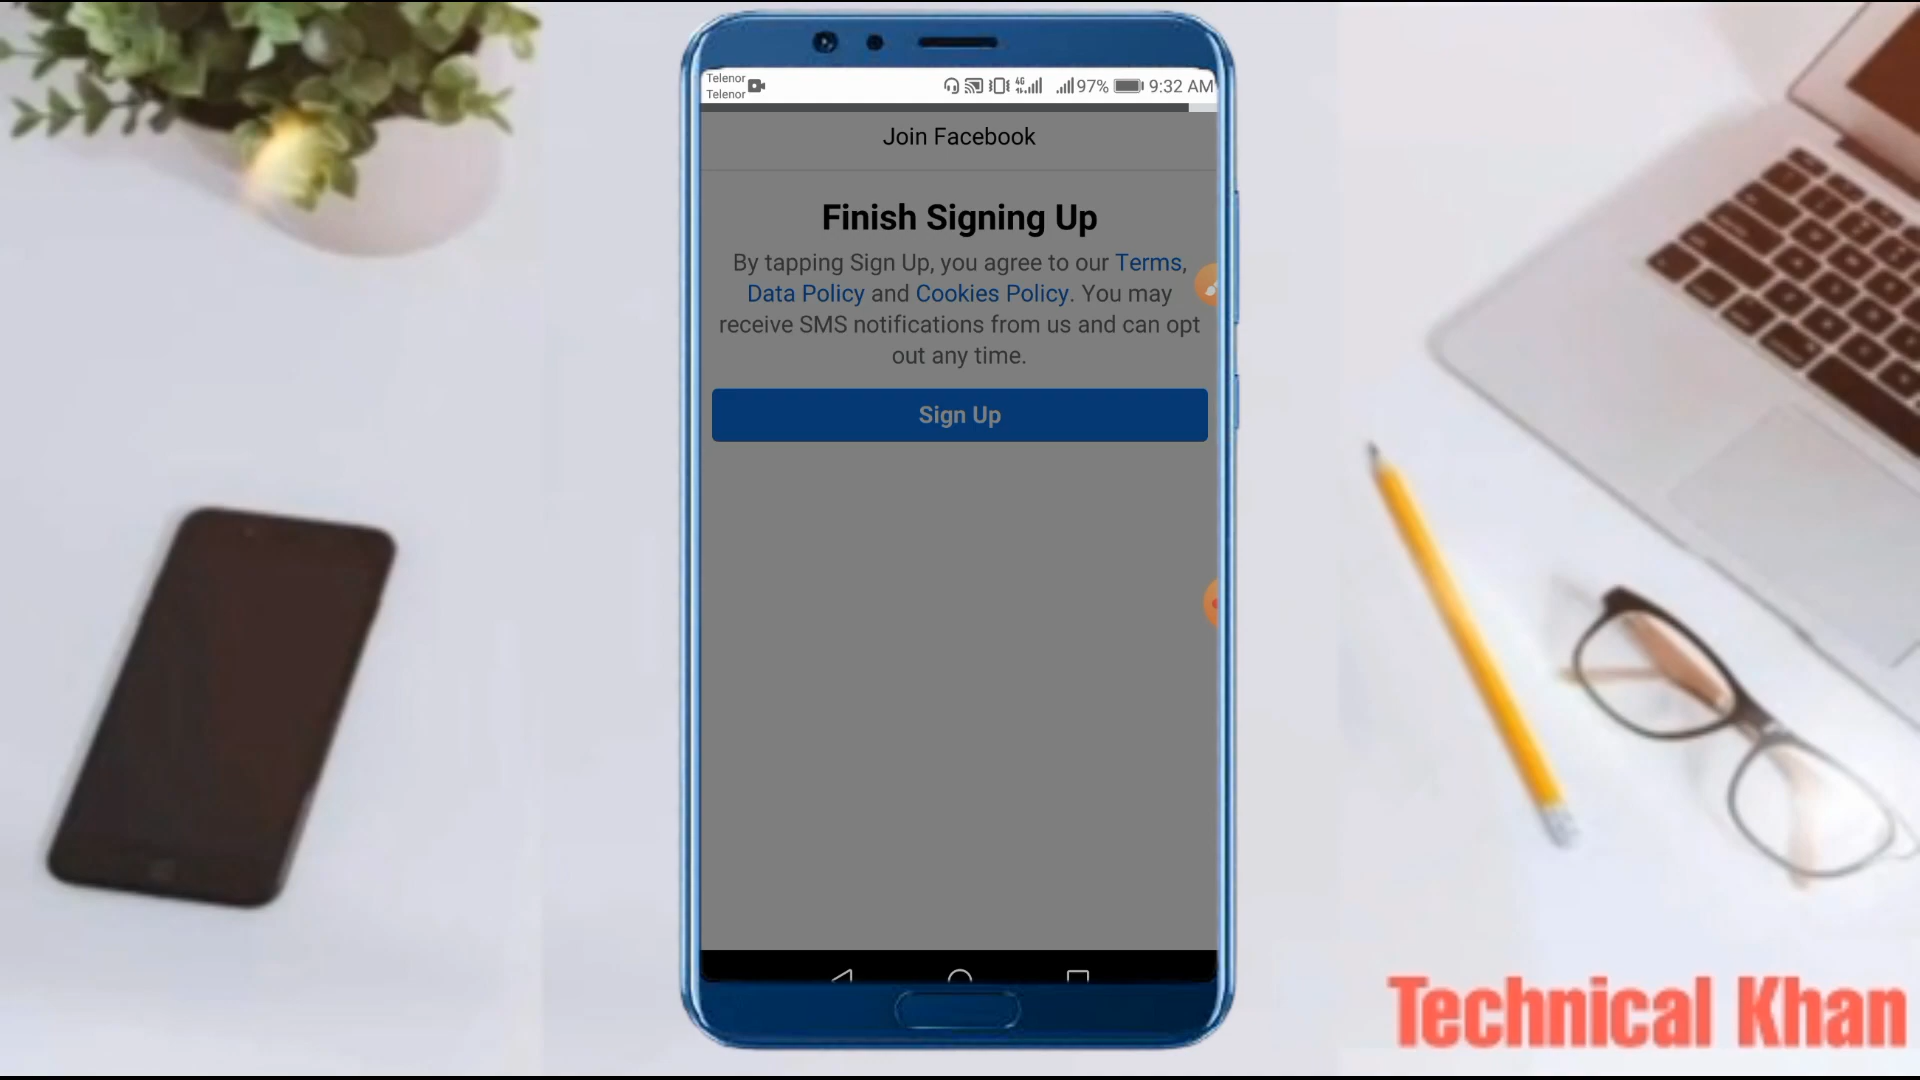 Telenor
Telenor
4G 97% 9:32 AM
Join Facebook
Finish Signing Up
By tapping Sign Up, you agree to our Terms,
Data Policy and Cookies Policy. You may
receive SMS notifications from us and can opt
out any time.
Sign Up
Technical Khan